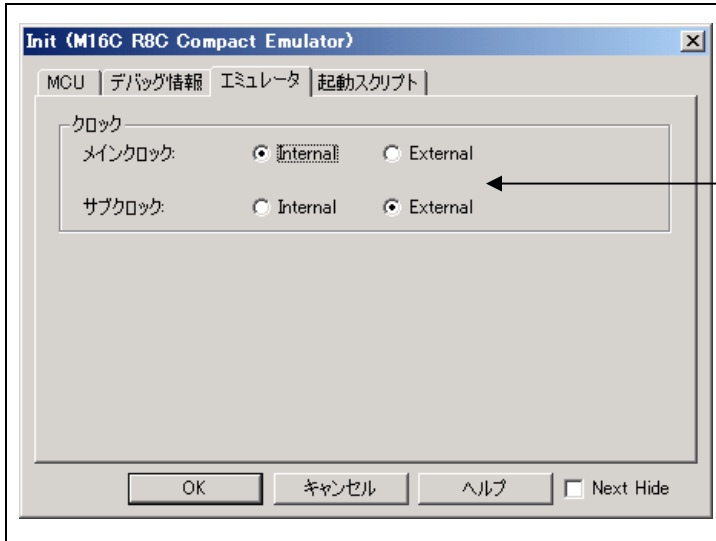 Init (M16C R8C Compact Emulator)
MCU デバッグ情報 エミュレータ 起動スクリプト
クロック
メインクロック: Internal External
サブクロック: Internal External
OK キャンセル ヘルプ Next Hide